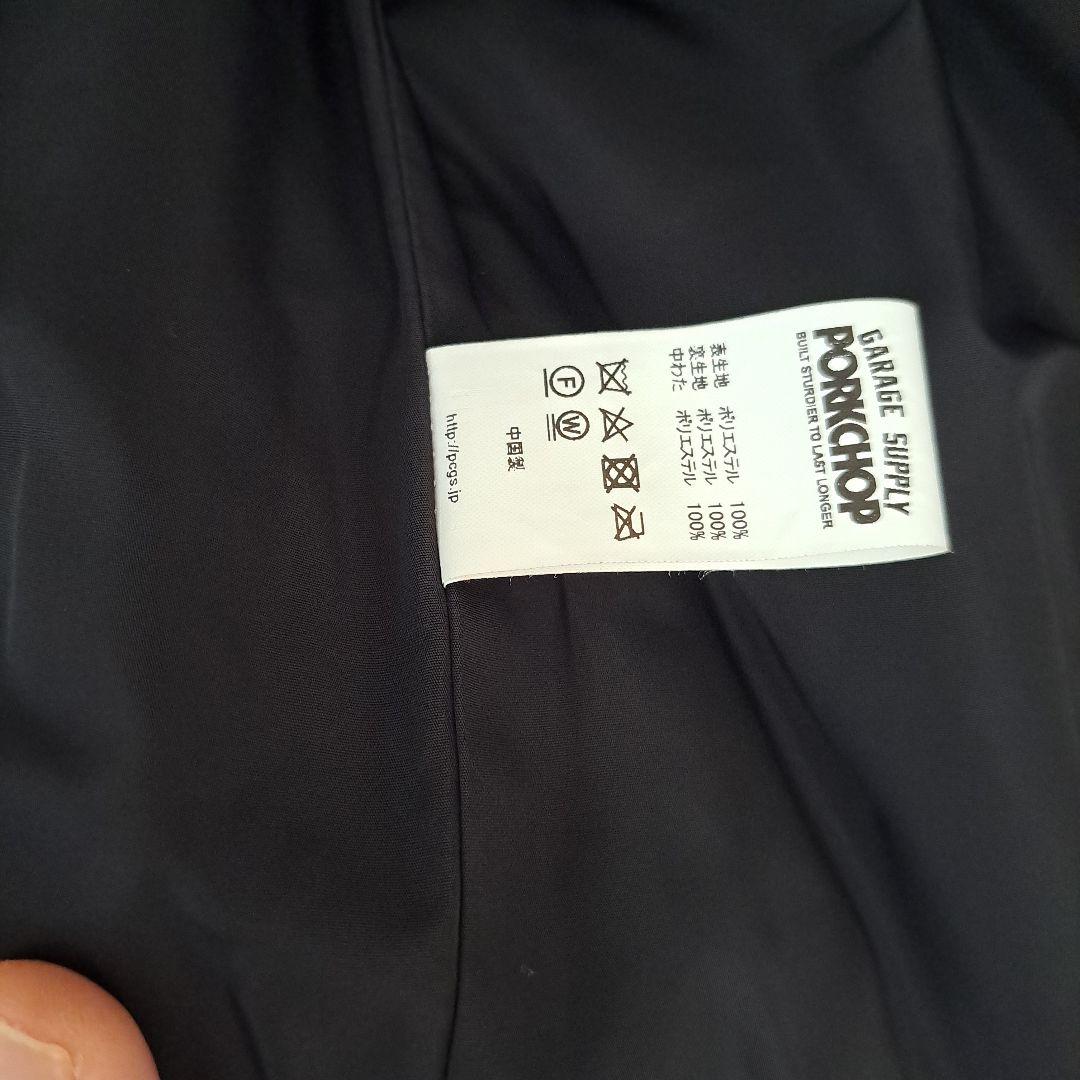 GARAGE SUPPLY
PORKCHOP
BUILT STURDIER TO LAST LONGER
表生地 ポリエステル 100%
裏生地 ポリエステル 100%
中わた ポリエステル 100%
F W
中国製
http://pcgs.jp